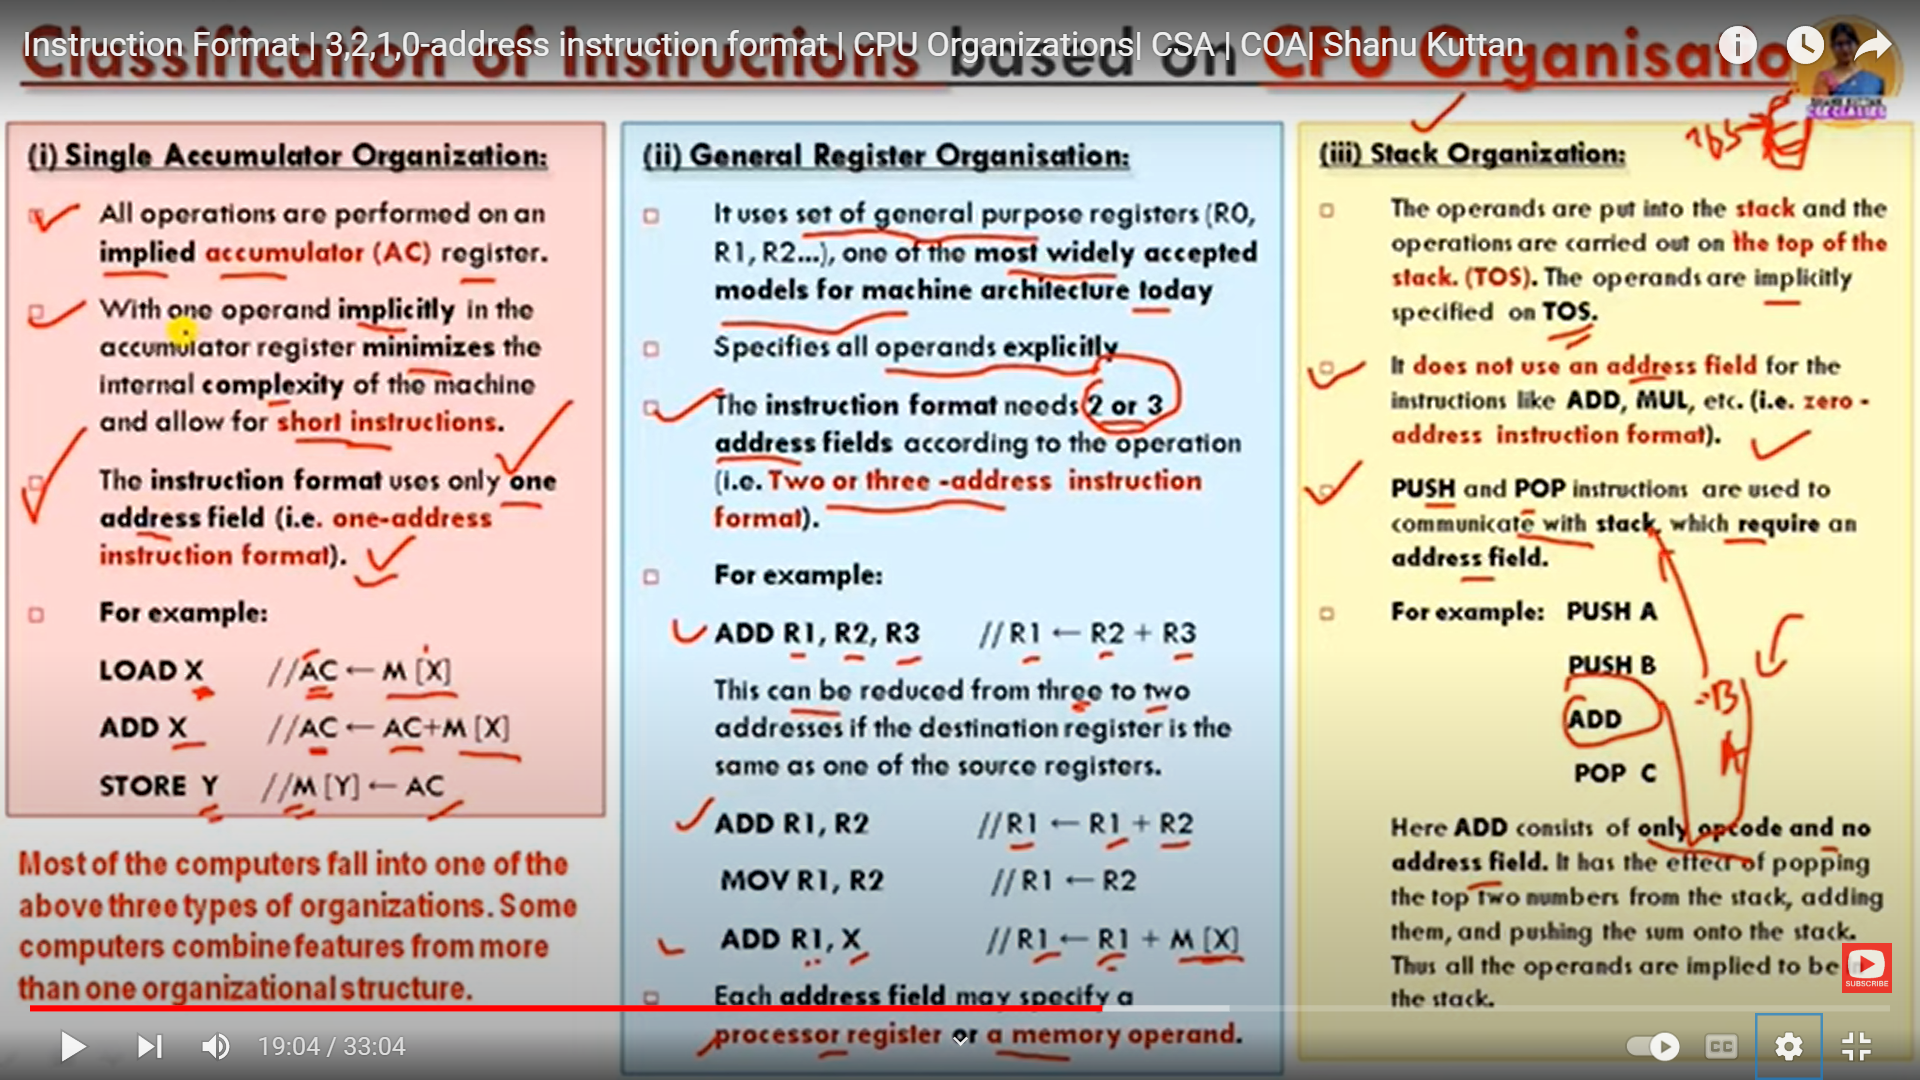 Instruction Format | 3,2,1,0-address instruction format | CPU Organizations| CSA | COA| Shanu Kuttan
Classification of Instructions based on CPU Organisatio
(i) Single Accumulator Organization:
All operations are performed on an
implied accumulator (AC) register.
With one operand implicitly in the
accumulator register minimizes the
internal complexity of the machine
and allow for short instructions.
The instruction format uses only one
address field (i.e. one-address
instruction format).
For example:
LOAD X //AC ← M [X]
ADD X //AC ← AC+M [X]
STORE Y //M [Y] ← AC
Most of the computers fall into one of the
above three types of organizations. Some
computers combine features from more
than one organizational structure.
(ii) General Register Organisation:
It uses set of general purpose registers (R0,
R1, R2...), one of the most widely accepted
models for machine architecture today
Specifies all operands explicitly
The instruction format needs 2 or 3
address fields according to the operation
(i.e. Two or three -address instruction
format).
For example:
ADD R1, R2, R3 //R1 ← R2 + R3
This can be reduced from three to two
addresses if the destination register is the
same as one of the source registers.
ADD R1, R2 //R1 ← R1 + R2
MOV R1, R2 //R1 ← R2
ADD R1, X //R1 ← R1 + M [X]
Each address field may specify a
processor register or a memory operand.
(iii) Stack Organization:
The operands are put into the stack and the
operations are carried out on the top of the
stack. (TOS). The operands are implicitly
specified on TOS.
It does not use an address field for the
instructions like ADD, MUL, etc. (i.e. zero -
address instruction format).
PUSH and POP instructions are used to
communicate with stack, which require an
address field.
For example: PUSH A
PUSH B
ADD
POP C
B
A
Here ADD consists of only opcode and no
address field. It has the effect of popping
the top two numbers from the stack, adding
them, and pushing the sum onto the stack.
Thus all the operands are implied to be
the stack.
SUBSCRIBE
19:04 / 33:04
CC